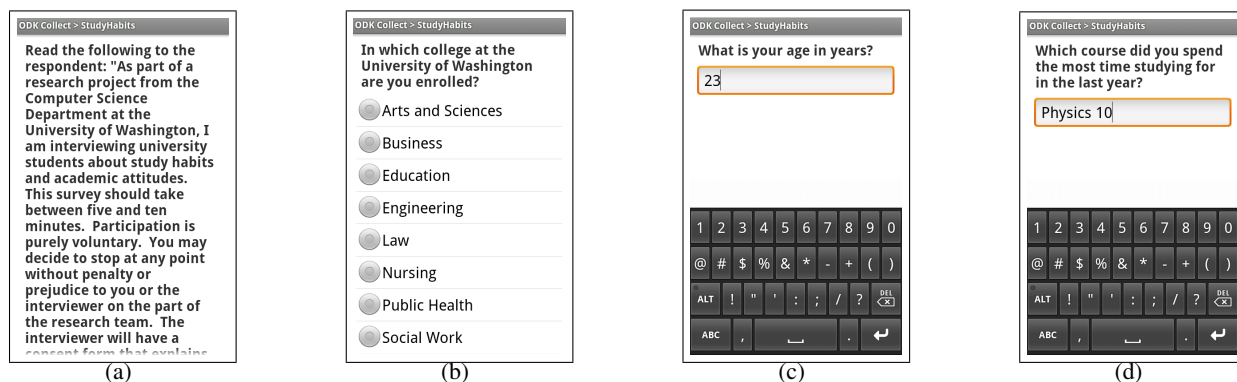 ODK Collect > StudyHabits
Read the following to the
respondent: "As part of a
research project from the
Computer Science
Department at the
University of Washington, I
am interviewing university
students about study habits
and academic attitudes.
This survey should take
between five and ten
minutes. Participation is
purely voluntary. You may
decide to stop at any point
without penalty or
prejudice to you or the
interviewer on the part of
the research team. The
interviewer will have a
consent form that explains
(a)
ODK Collect > StudyHabits
In which college at the
University of Washington
are you enrolled?
Arts and Sciences
Business
Education
Engineering
Law
Nursing
Public Health
Social Work
(b)
ODK Collect > StudyHabits
What is your age in years?
23
1 2 3 4 5 6 7 8 9 0
@ # $ % & * - + ( )
ALT ! " ' : ; / ? DEL
ABC , .
(c)
ODK Collect > StudyHabits
Which course did you spend
the most time studying for
in the last year?
Physics 10
1 2 3 4 5 6 7 8 9 0
@ # $ % & * - + ( )
ALT ! " ' : ; / ? DEL
ABC , .
(d)